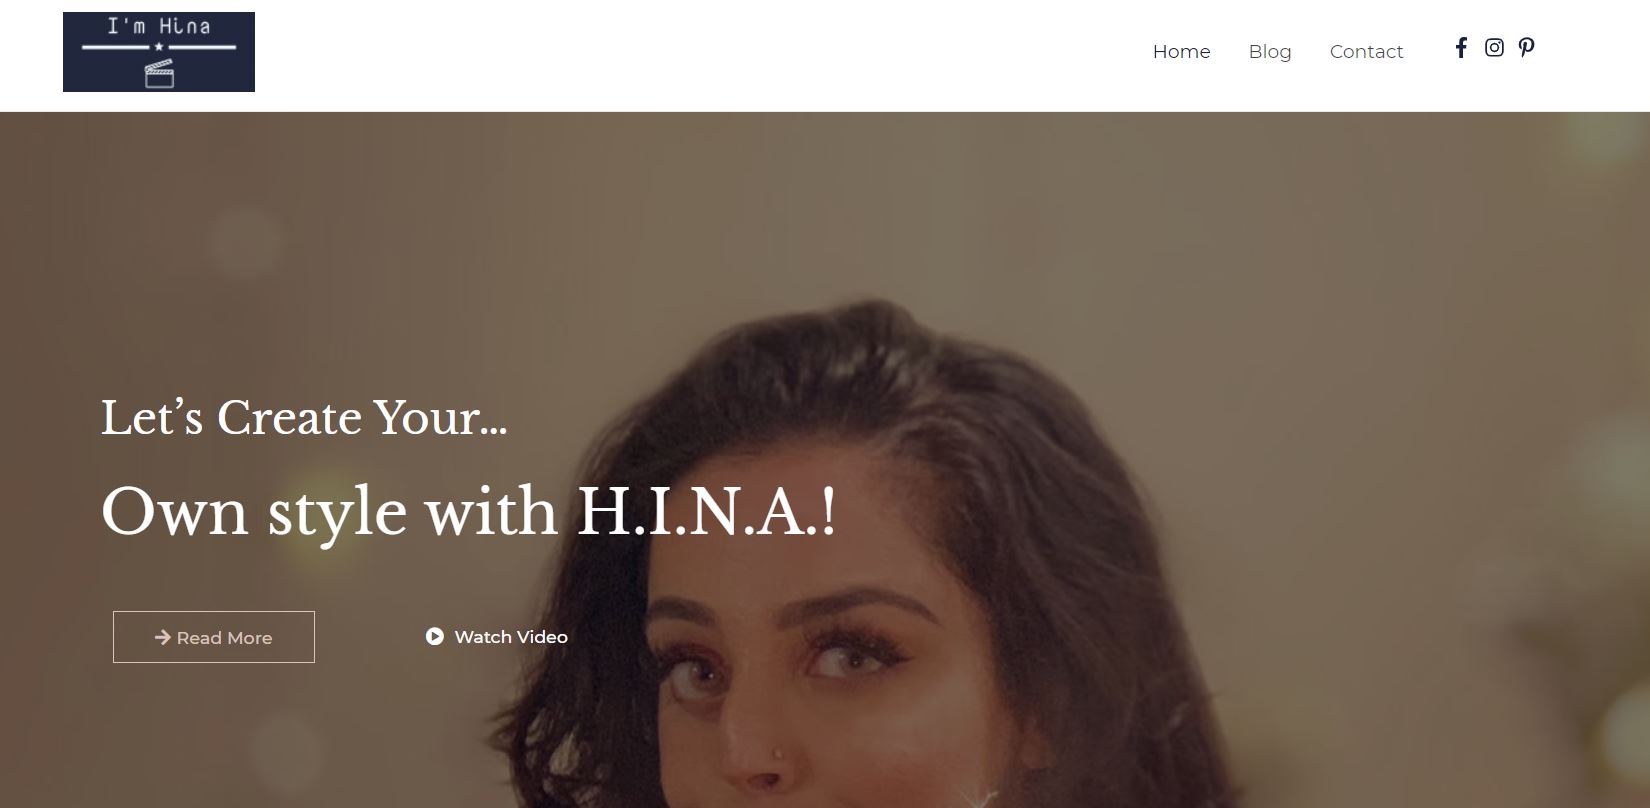 I'm Hina
Home
Blog
Contact
Let’s Create Your...
Own style with H.I.N.A.!
Read More
Watch Video